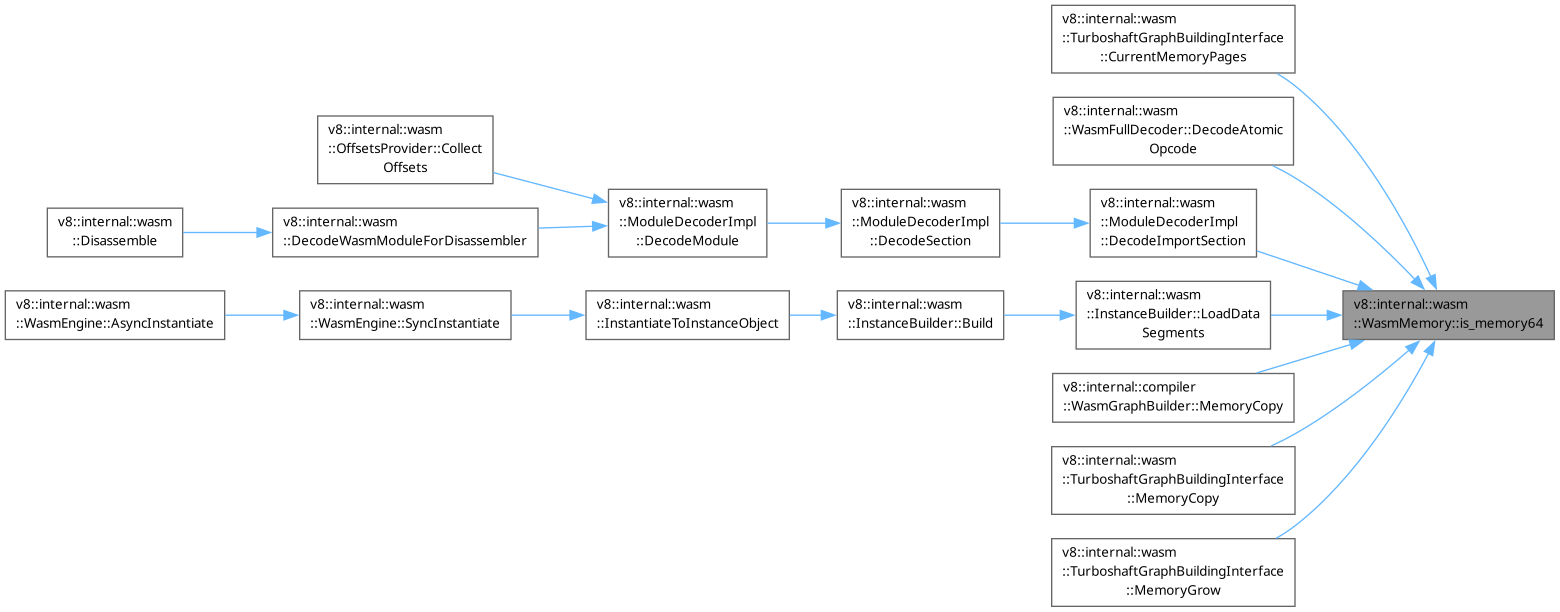 v8::internal::wasm
::TurboshaftGraphBuildingInterface
::CurrentMemoryPages
v8::internal::wasm
::WasmFullDecoder::DecodeAtomic
Opcode
v8::internal::wasm
::OffsetsProvider::Collect
Offsets
v8::internal::wasm
::Disassemble
v8::internal::wasm
::DecodeWasmModuleForDisassembler
v8::internal::wasm
::ModuleDecoderImpl
::DecodeModule
v8::internal::wasm
::ModuleDecoderImpl
::DecodeSection
v8::internal::wasm
::ModuleDecoderImpl
::DecodeImportSection
v8::internal::wasm
::WasmEngine::AsyncInstantiate
v8::internal::wasm
::WasmEngine::SyncInstantiate
v8::internal::wasm
::InstantiateToInstanceObject
v8::internal::wasm
::InstanceBuilder::Build
v8::internal::wasm
::InstanceBuilder::LoadData
Segments
v8::internal::wasm
::WasmMemory::is_memory64
v8::internal::compiler
::WasmGraphBuilder::MemoryCopy
v8::internal::wasm
::TurboshaftGraphBuildingInterface
::MemoryCopy
v8::internal::wasm
::TurboshaftGraphBuildingInterface
::MemoryGrow